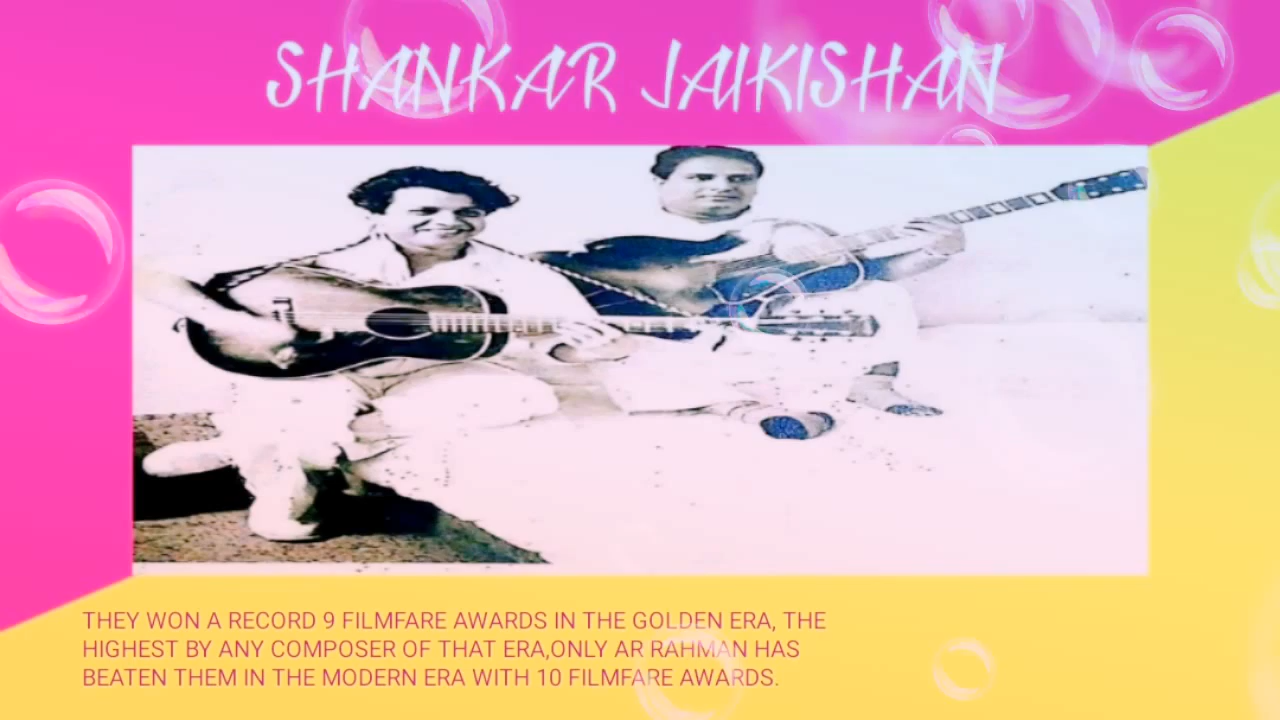 SHANKAR JAIKISHAN
THEY WON A RECORD 9 FILMFARE AWARDS IN THE GOLDEN ERA, THE
HIGHEST BY ANY COMPOSER OF THAT ERA,ONLY AR RAHMAN HAS
BEATEN THEM IN THE MODERN ERA WITH 10 FILMFARE AWARDS.